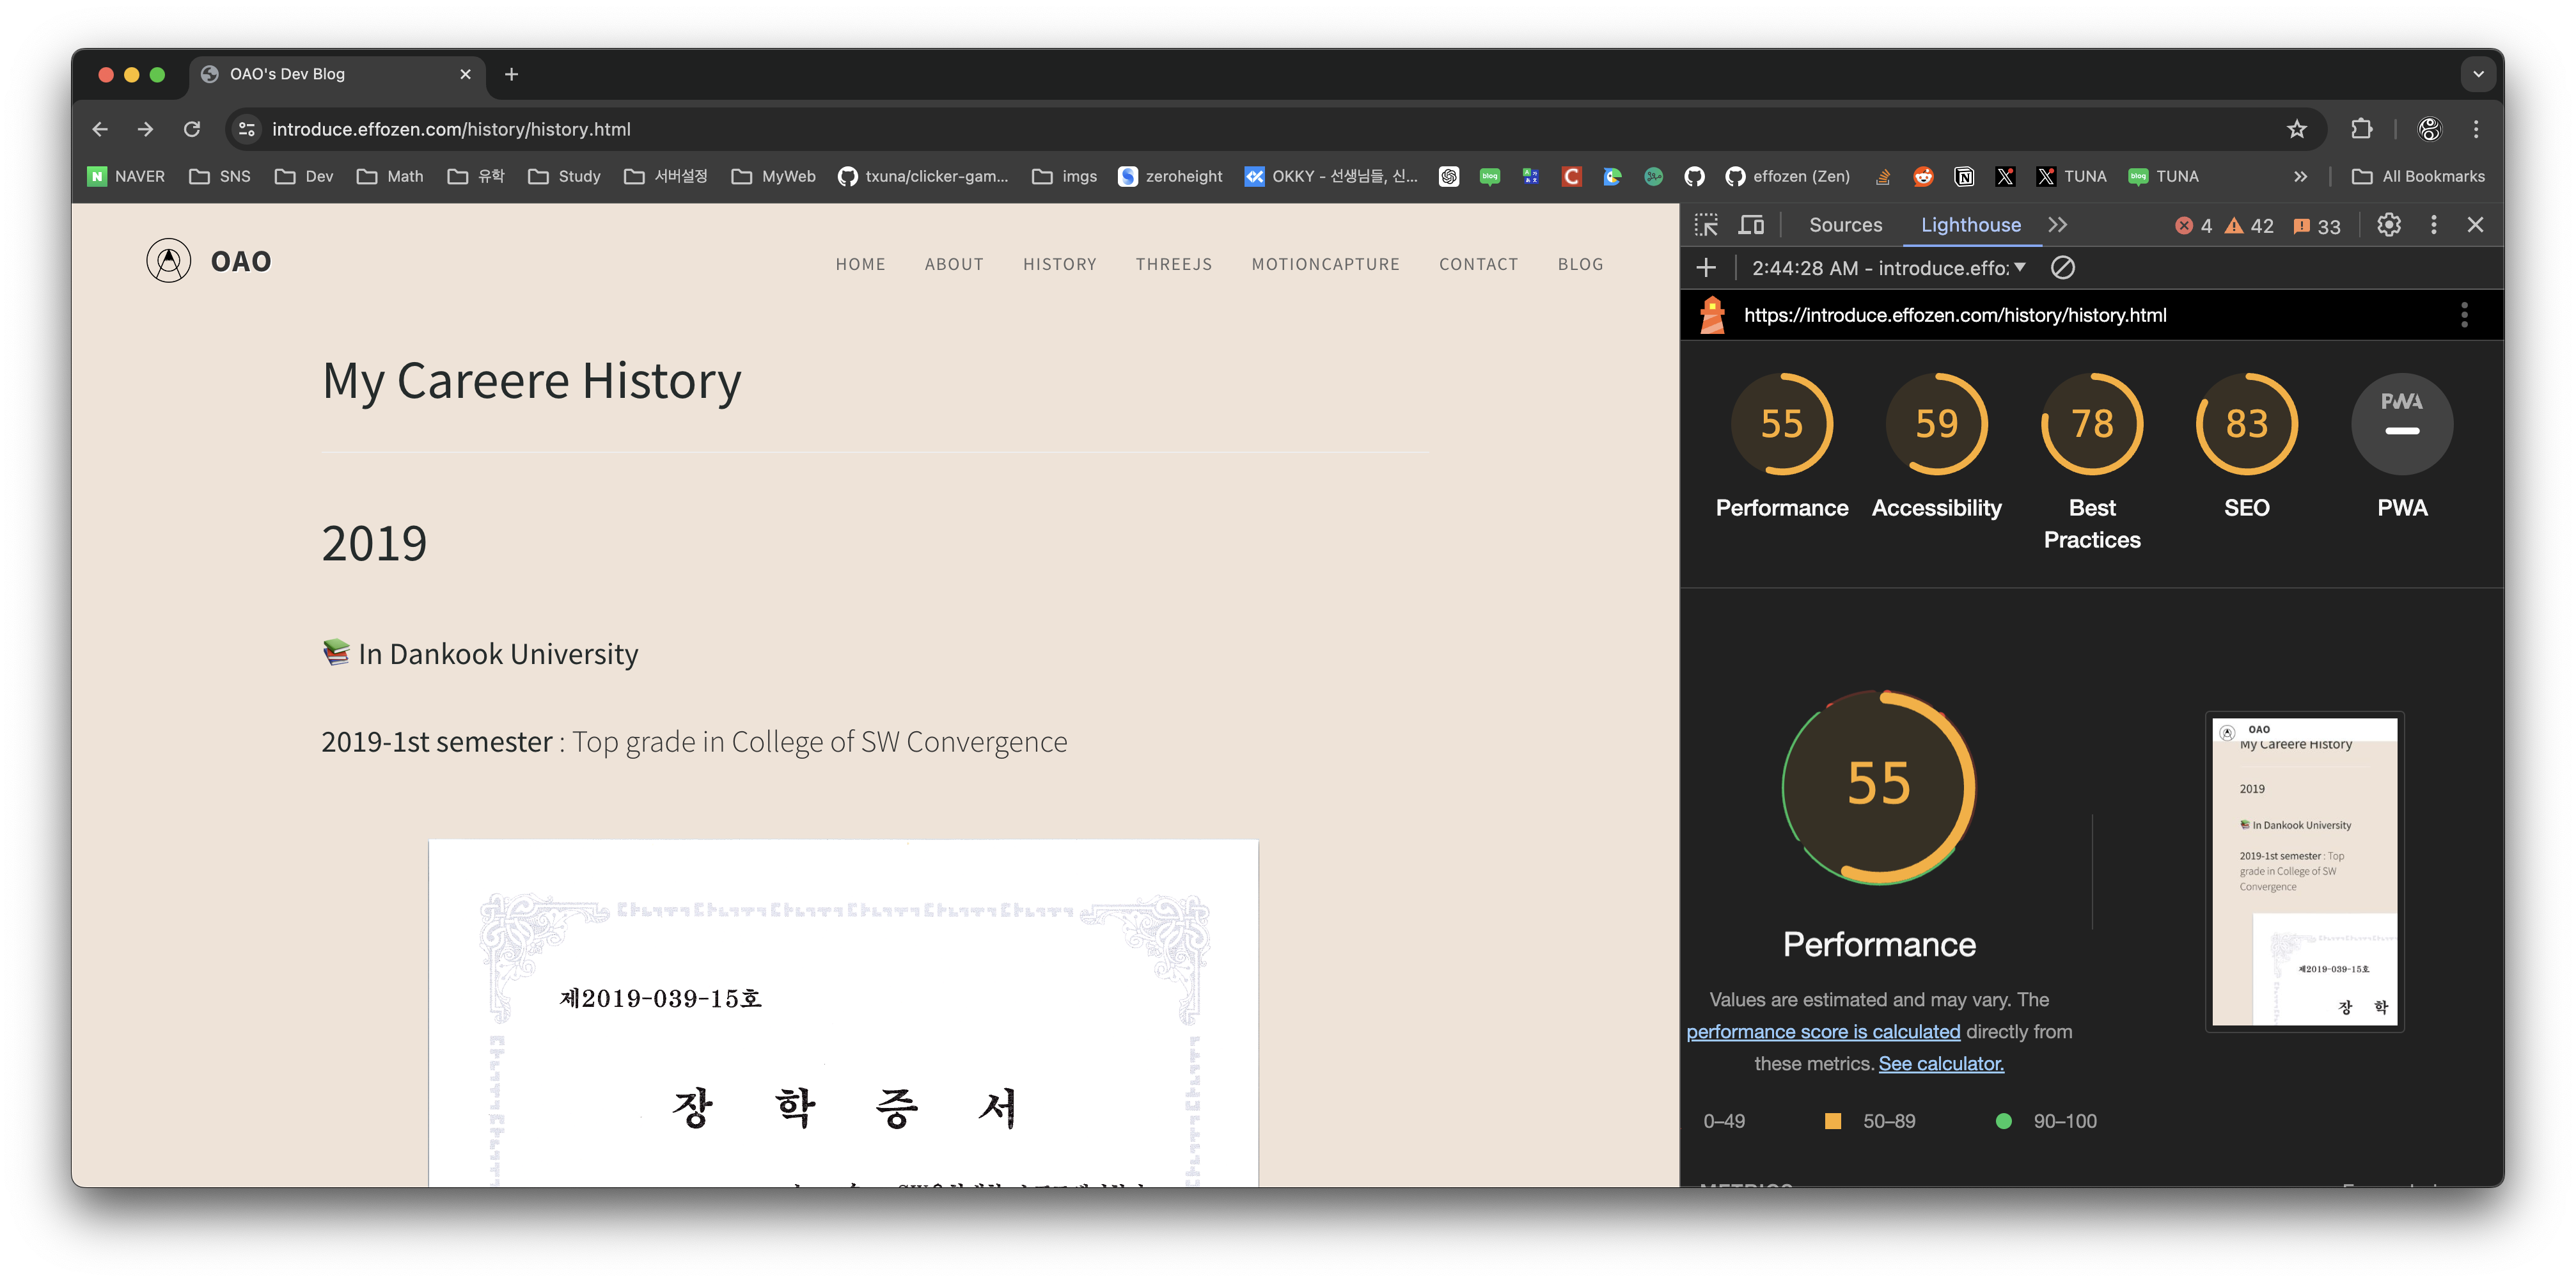 OAO's Dev Blog
introduce.effozen.com/history/history.html
NAVER SNS Dev Math 유학 Study 서버설정 MyWeb txuna/clicker-gam... imgs zeroheight OKKY - 선생님들, 신... effozen (Zen) TUNA TUNA All Bookmarks
OAO
HOME ABOUT HISTORY THREEJS MOTIONCAPTURE CONTACT BLOG
My Careere History
2019
📚 In Dankook University
2019-1st semester : Top grade in College of SW Convergence
제2019-039-15호
장 학 증 서
Sources Lighthouse 4 42 33
2:44:28 AM - introduce.effo:
https://introduce.effozen.com/history/history.html
55 59 78 83 PWA
Performance Accessibility Best Practices SEO PWA
55
Performance
Values are estimated and may vary. The
performance score is calculated directly from
these metrics. See calculator.
0–49 50–89 90–100
OAO
My Careere History
2019
📚 In Dankook University
2019-1st semester : Top
grade in College of SW
Convergence
제2019-039-15호
장 학
METRICS